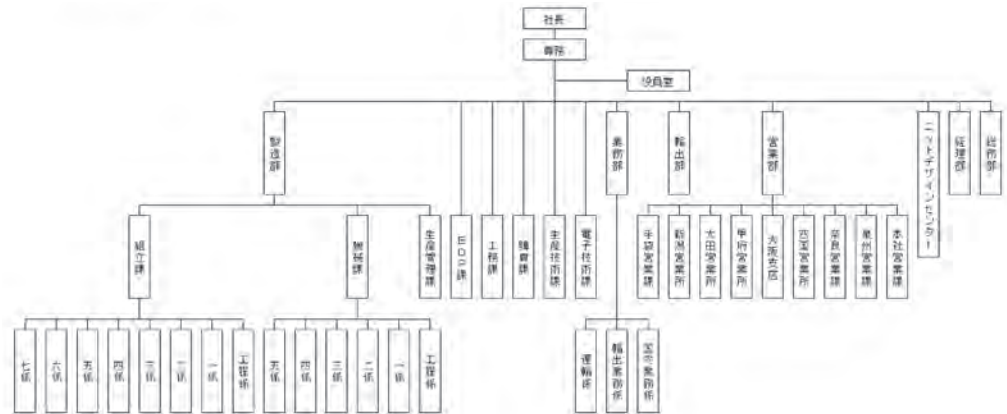 社長
専務
役員室
製造部
業務部
輸出部
営業部
ニットデザインセンター
経理部
総務部
組立課
機械課
生産管理課
EDP課
工務課
購買課
生産技術課
電子技術課
手袋営業課
新潟営業所
太田営業所
甲府営業所
大阪支店
四国営業所
奈良営業課
泉州営業課
本社営業課
七係
六係
五係
四係
三係
二係
一係
工程係
五係
四係
三係
二係
一係
工程係
運輸係
輸出業務係
国内業務係